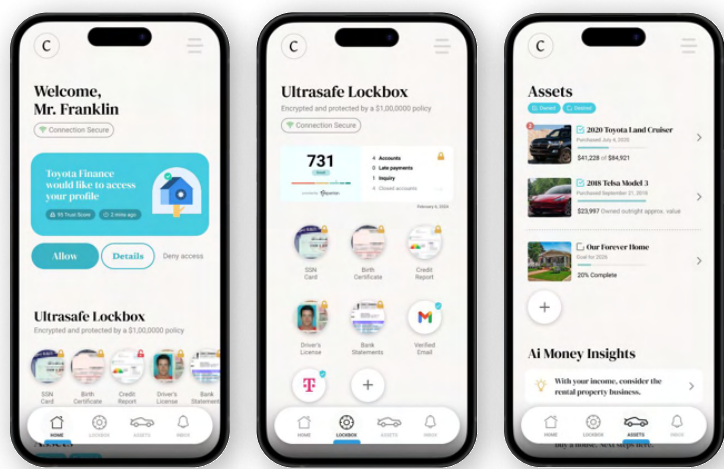 C
Welcome,
Mr. Franklin
Connection Secure
Toyota Finance
would like to access
your profile
95 Trust Score
2 mins ago
Allow
Details
Deny access
Ultrasafe Lockbox
Encrypted and protected by a $1,00,0000 policy
SSN
Card
Birth
Certificate
Credit
Report
Driver's
License
Bank
Statements
HOME
LOCKBOX
ASSETS
INBOX
C
Ultrasafe Lockbox
Encrypted and protected by a $1,00,0000 policy
Connection Secure
731
4 Accounts
0 Late payments
1 Inquiry
4 Closed accounts
February 6, 2024
SSN
Card
Birth
Certificate
Credit
Report
Driver's
License
Bank
Statements
Verified
Email
T
HOME
LOCKBOX
ASSETS
INBOX
C
Assets
Owned
Desired
2020 Toyota Land Cruiser
Purchased July 6, 2020
$41,228 of $84,921
2018 Telsa Model 3
Purchased September 21, 2018
$23,997 Owned outright approx. value
Our Forever Home
Goal for 2026
20% Complete
Ai Money Insights
With your income, consider the
rental property business.
HOME
LOCKBOX
ASSETS
INBOX